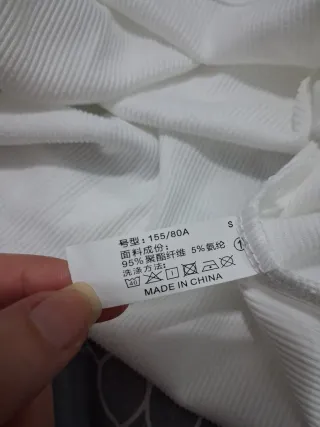 号型：155/80A S
面料成份：
95% 聚酯纤维 5% 氨纶 ①
洗涤方法：
40
MADE IN CHINA